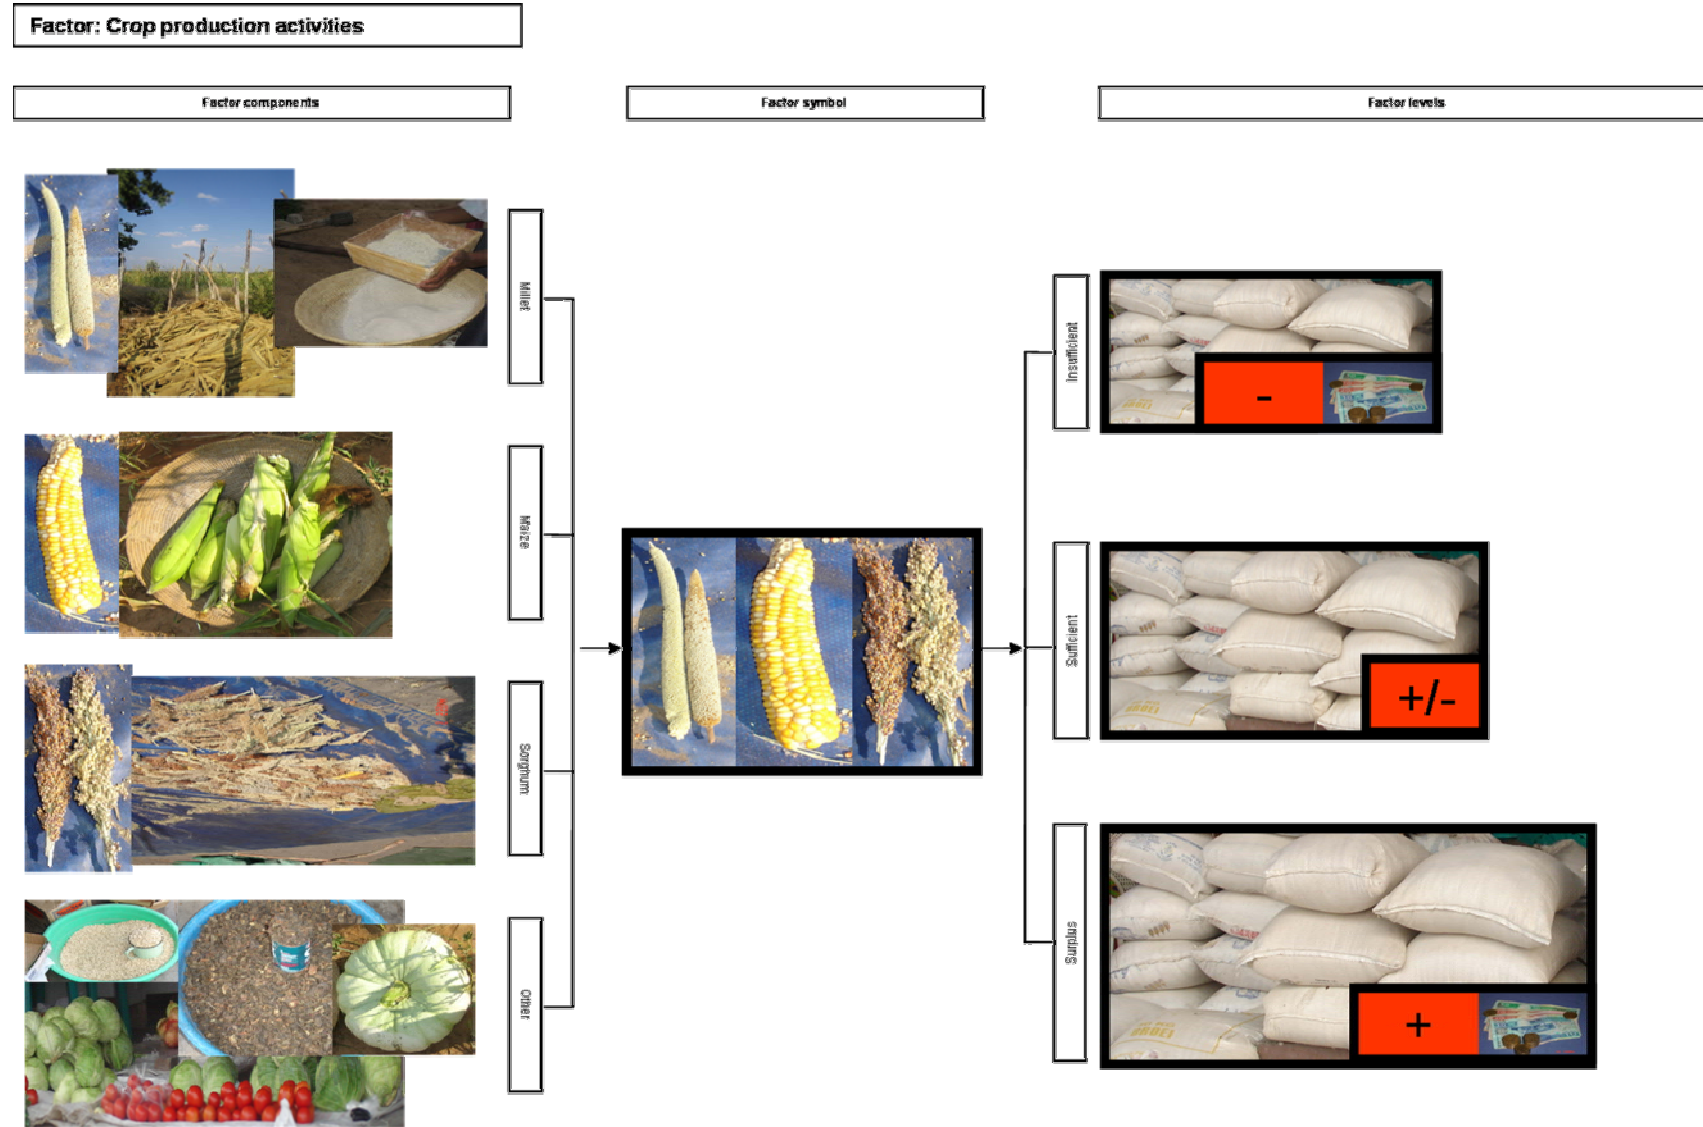 Factor: Crop production activities
Factor components
Factor symbol
Factor levels
Millet
Maize
Sorghum
Other
Insufficient
-
Sufficient
+/-
Surplus
+